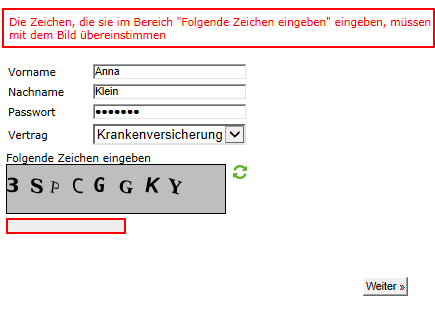 Die Zeichen, die sie im Bereich "Folgende Zeichen eingeben" eingeben, müssen
mit dem Bild übereinstimmen
Vorname Anna
Nachname Klein
Passwort •••••••
Vertrag Krankenversicherung
Folgende Zeichen eingeben
3 S P C G G K Y
Weiter »